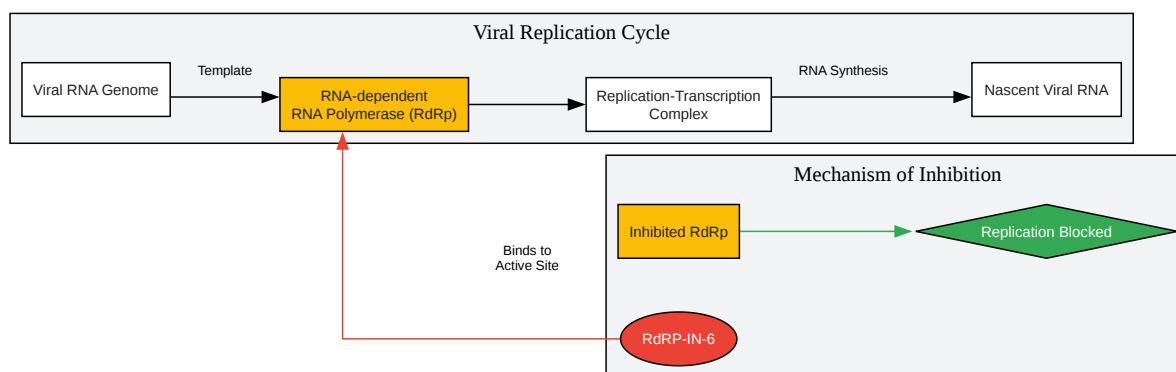 Viral Replication Cycle
Viral RNA Genome
Template
RNA-dependent
RNA Polymerase (RdRp)
Replication-Transcription
Complex
RNA Synthesis
Nascent Viral RNA
Mechanism of Inhibition
Inhibited RdRp
Replication Blocked
Binds to
Active Site
RdRP-IN-6